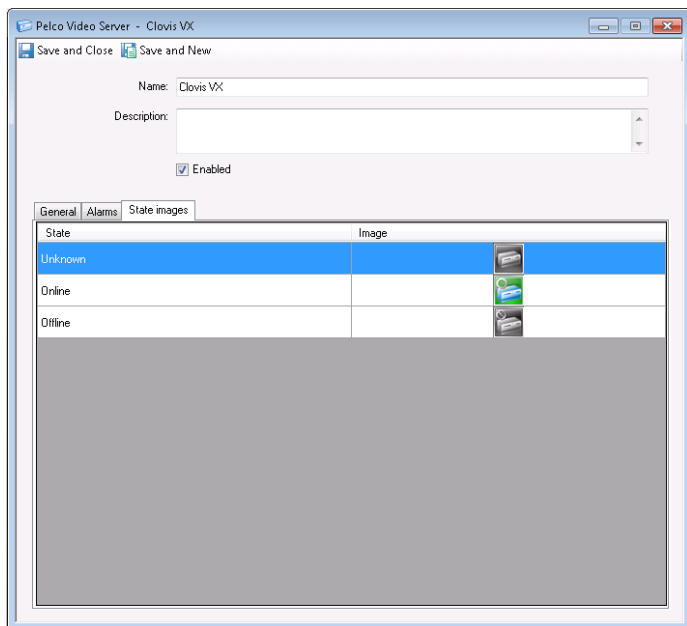 Pelco Video Server - Clovis VX
Save and Close Save and New
Name: Clovis VX
Description:
Enabled
General Alarms State images
State Image
Unknown
Online
Offline